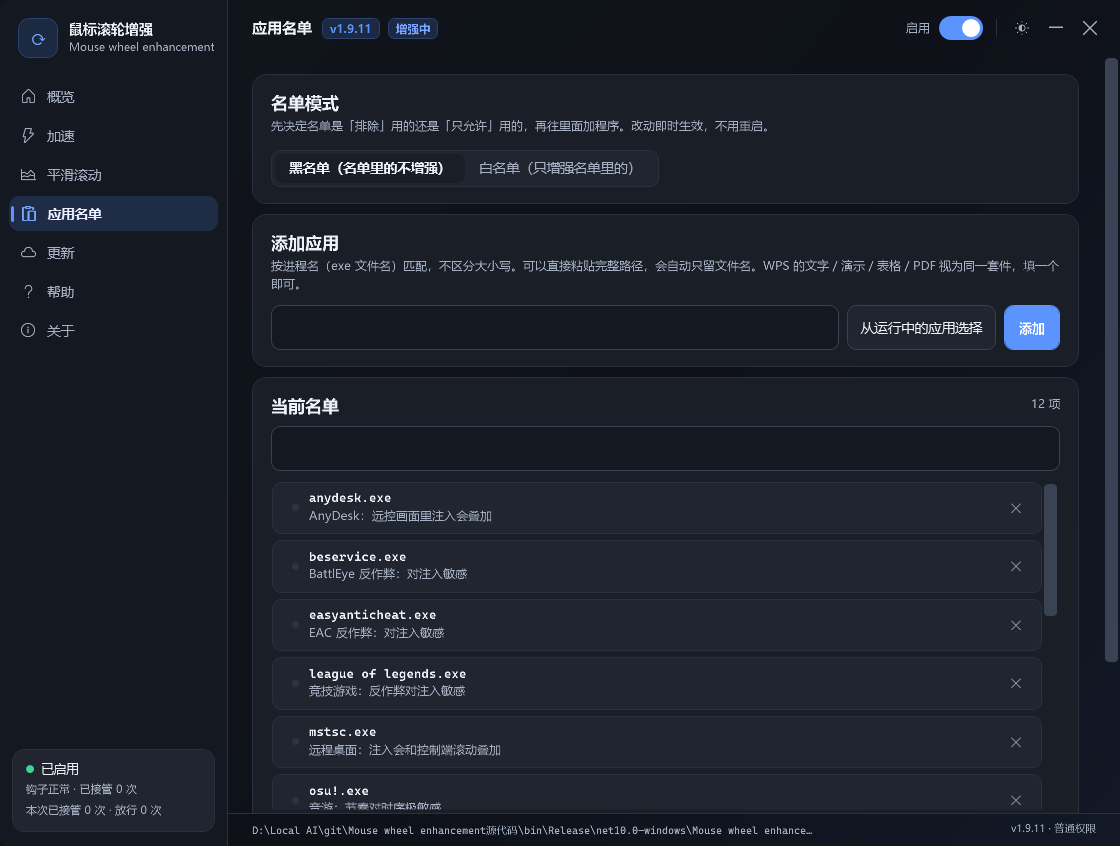 鼠标滚轮增强
Mouse wheel enhancement
概览
加速
平滑滚动
应用名单
更新
帮助
关于
已启用
钩子正常 · 已接管 0 次
本次已接管 0 次 · 放行 0 次
应用名单 v1.9.11 增强中
启用
名单模式
先决定名单是「排除」用的还是「只允许」用的，再往里面加程序。改动即时生效，不用重启。
黑名单（名单里的不增强） 白名单（只增强名单里的）
添加应用
按进程名（exe 文件名）匹配，不区分大小写。可以直接粘贴完整路径，会自动只留文件名。WPS 的文字 / 演示 / 表格 / PDF 视为同一套件，填一个
即可。
从运行中的应用选择 添加
当前名单 12 项
anydesk.exe
AnyDesk：远控画面里注入会叠加
beservice.exe
BattlEye 反作弊：对注入敏感
easyanticheat.exe
EAC 反作弊：对注入敏感
league of legends.exe
竞技游戏：反作弊对注入敏感
mstsc.exe
远程桌面：注入会和控制端滚动叠加
osu!.exe
音游：节奏对时序极敏感
D:\Local AI\git\Mouse wheel enhancement源代码\bin\Release\net10.0-windows\Mouse wheel enhance…
v1.9.11 · 普通权限